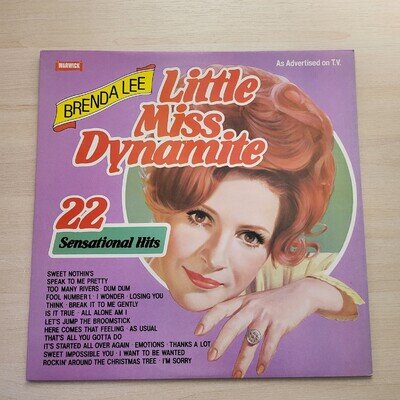 WARWICK
As Advertised on T.V.
BRENDA LEE
Little
Miss
Dynamite
22
Sensational Hits
SWEET NOTHIN'S
SPEAK TO ME PRETTY
TOO MANY RIVERS · DUM DUM
FOOL NUMBER 1 · I WONDER · LOSING YOU
THINK · BREAK IT TO ME GENTLY
IS IT TRUE · ALL ALONE AM I
LET'S JUMP THE BROOMSTICK
HERE COMES THAT FEELING · AS USUAL
THAT'S ALL YOU GOTTA DO
IT'S STARTED ALL OVER AGAIN · EMOTIONS · THANKS A LOT
SWEET IMPOSSIBLE YOU · I WANT TO BE WANTED
ROCKIN' AROUND THE CHRISTMAS TREE · I'M SORRY